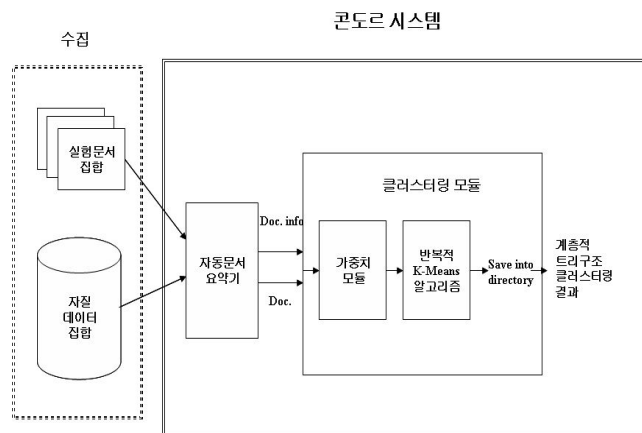 콘도르 시스템
수집
실험문서
집합
자질
데이터
집합
자동문서
요약기
Doc. info
Doc.
클러스터링 모듈
가중치
모듈
반복적
K-Means
알고리즘
Save into
directory
계층적
트리구조
클러스터링
결과